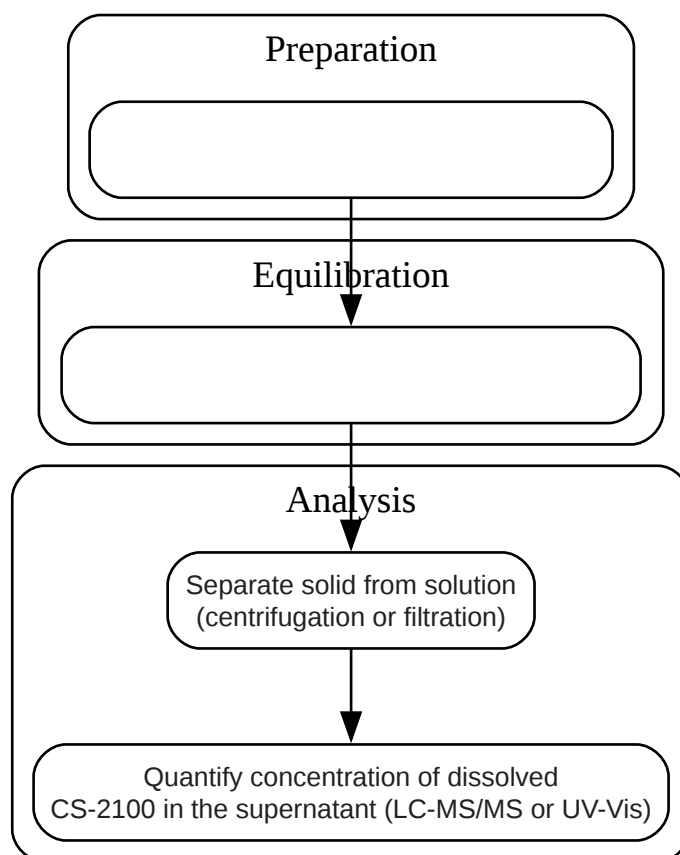 Preparation
Equilibration
Analysis
Separate solid from solution
(centrifugation or filtration)
Quantify concentration of dissolved
CS-2100 in the supernatant (LC-MS/MS or UV-Vis)